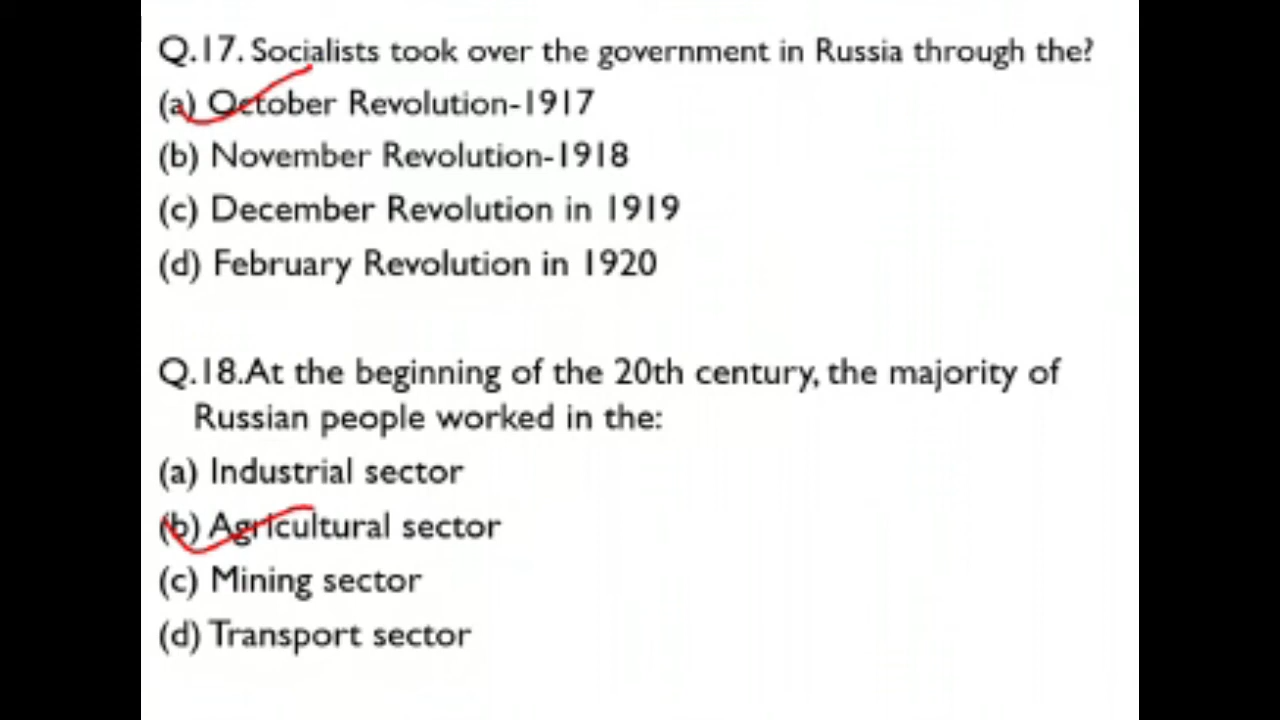 Q.17. Socialists took over the government in Russia through the?
(a) October Revolution-1917
(b) November Revolution-1918
(c) December Revolution in 1919
(d) February Revolution in 1920
Q.18.At the beginning of the 20th century, the majority of
Russian people worked in the:
(a) Industrial sector
(b) Agricultural sector
(c) Mining sector
(d) Transport sector